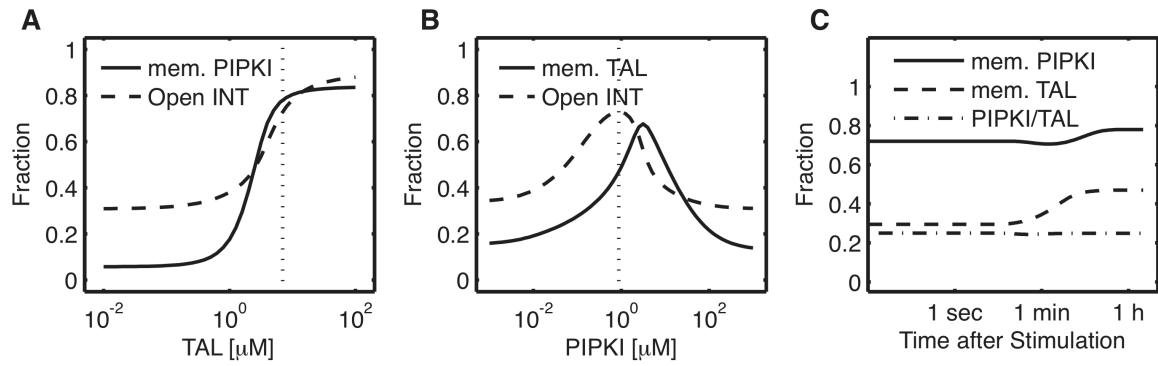 A
1
0.8
0.6
0.4
0.2
0
Fraction
mem. PIPKI
Open INT
10^-2
10^0
10^2
TAL [μM]
B
1
0.8
0.6
0.4
0.2
0
Fraction
mem. TAL
Open INT
10^-2
10^0
10^2
PIPKI [μM]
C
1
0.8
0.6
0.4
0.2
0
Fraction
mem. PIPKI
mem. TAL
PIPKI/TAL
1 sec
1 min
1 h
Time after Stimulation